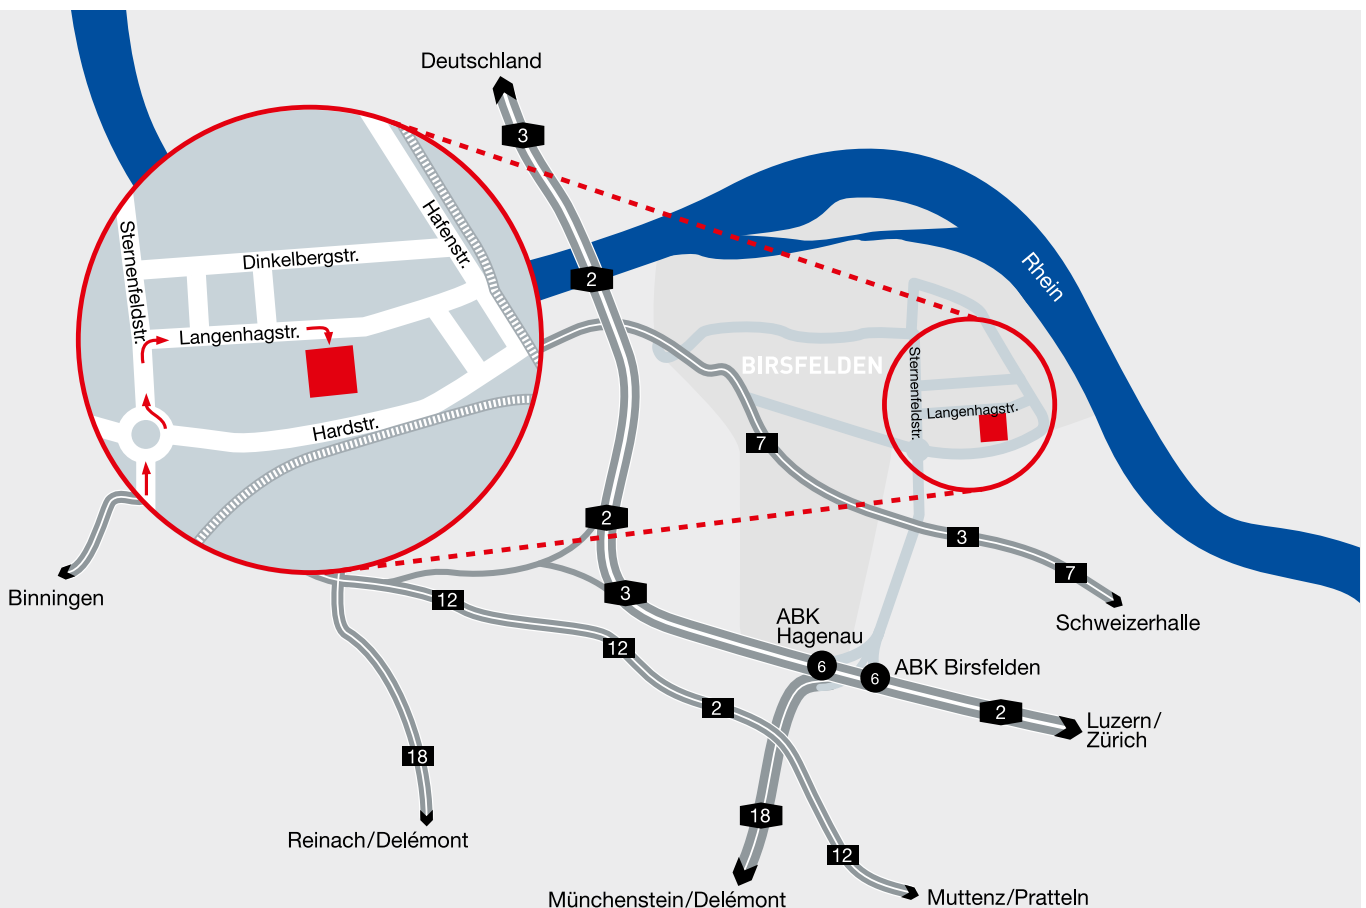 Deutschland
3
Hafenstr.
Sternenfeldstr.
Dinkelbergstr.
2
Rhein
Langenhagstr.
BIRSFELDEN
Sternenfeldstr.
Langenhagstr.
Hardstr.
7
2
3
7
Binningen
12
3
ABK
Hagenau
Schweizerhalle
12
6
6
ABK Birsfelden
2
2
Luzern/
Zürich
18
18
Reinach/Delémont
12
Münchenstein/Delémont
Muttenz/Pratteln